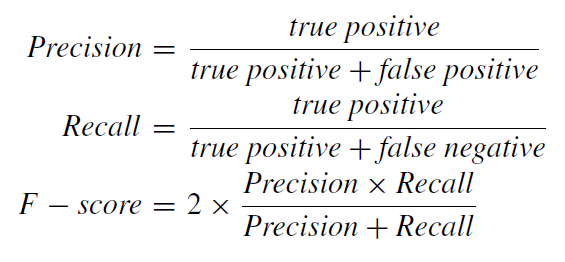 Precision = true positive / true positive + false positive
Recall = true positive / true positive + false negative
F − score = 2 × Precision × Recall / Precision + Recall